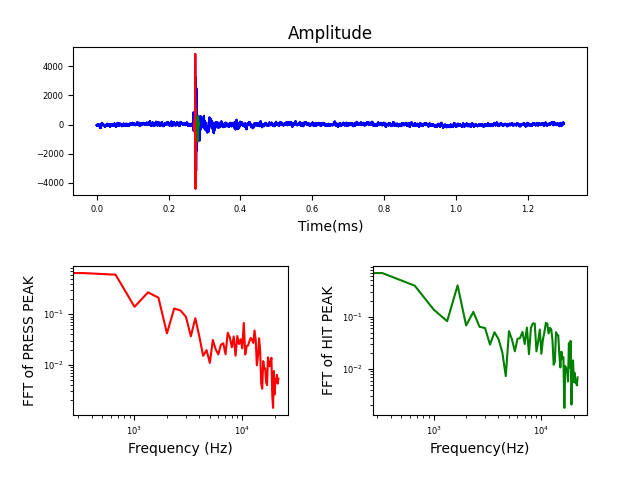 Amplitude
4000
2000
0
−2000
−4000
0.0 0.2 0.4 0.6 0.8 1.0 1.2
Time(ms)
FFT of PRESS PEAK
10⁻¹
10⁻²
10³ 10⁴
Frequency (Hz)
FFT of HIT PEAK
10⁻¹
10⁻²
10³ 10⁴
Frequency(Hz)